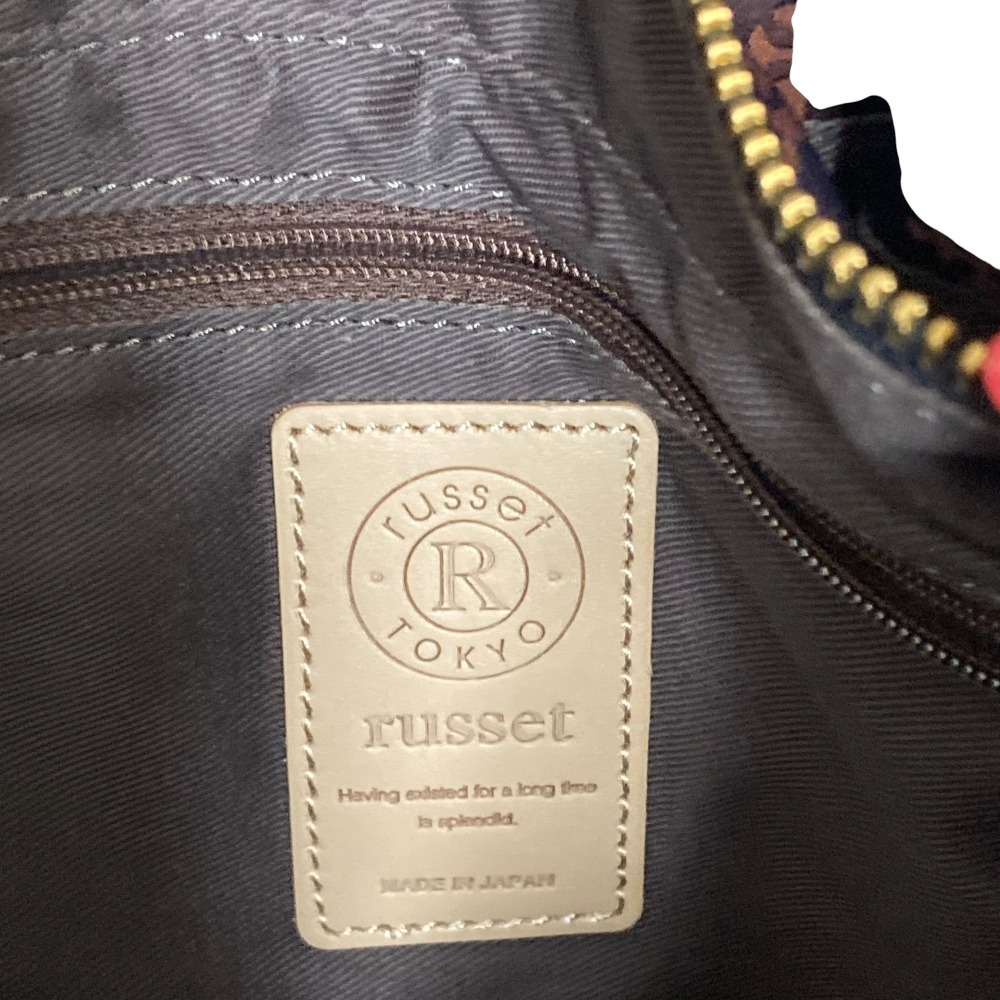 russet
R
TOKYO
russet
Having existed for a long time
is splendid.
MADE IN JAPAN